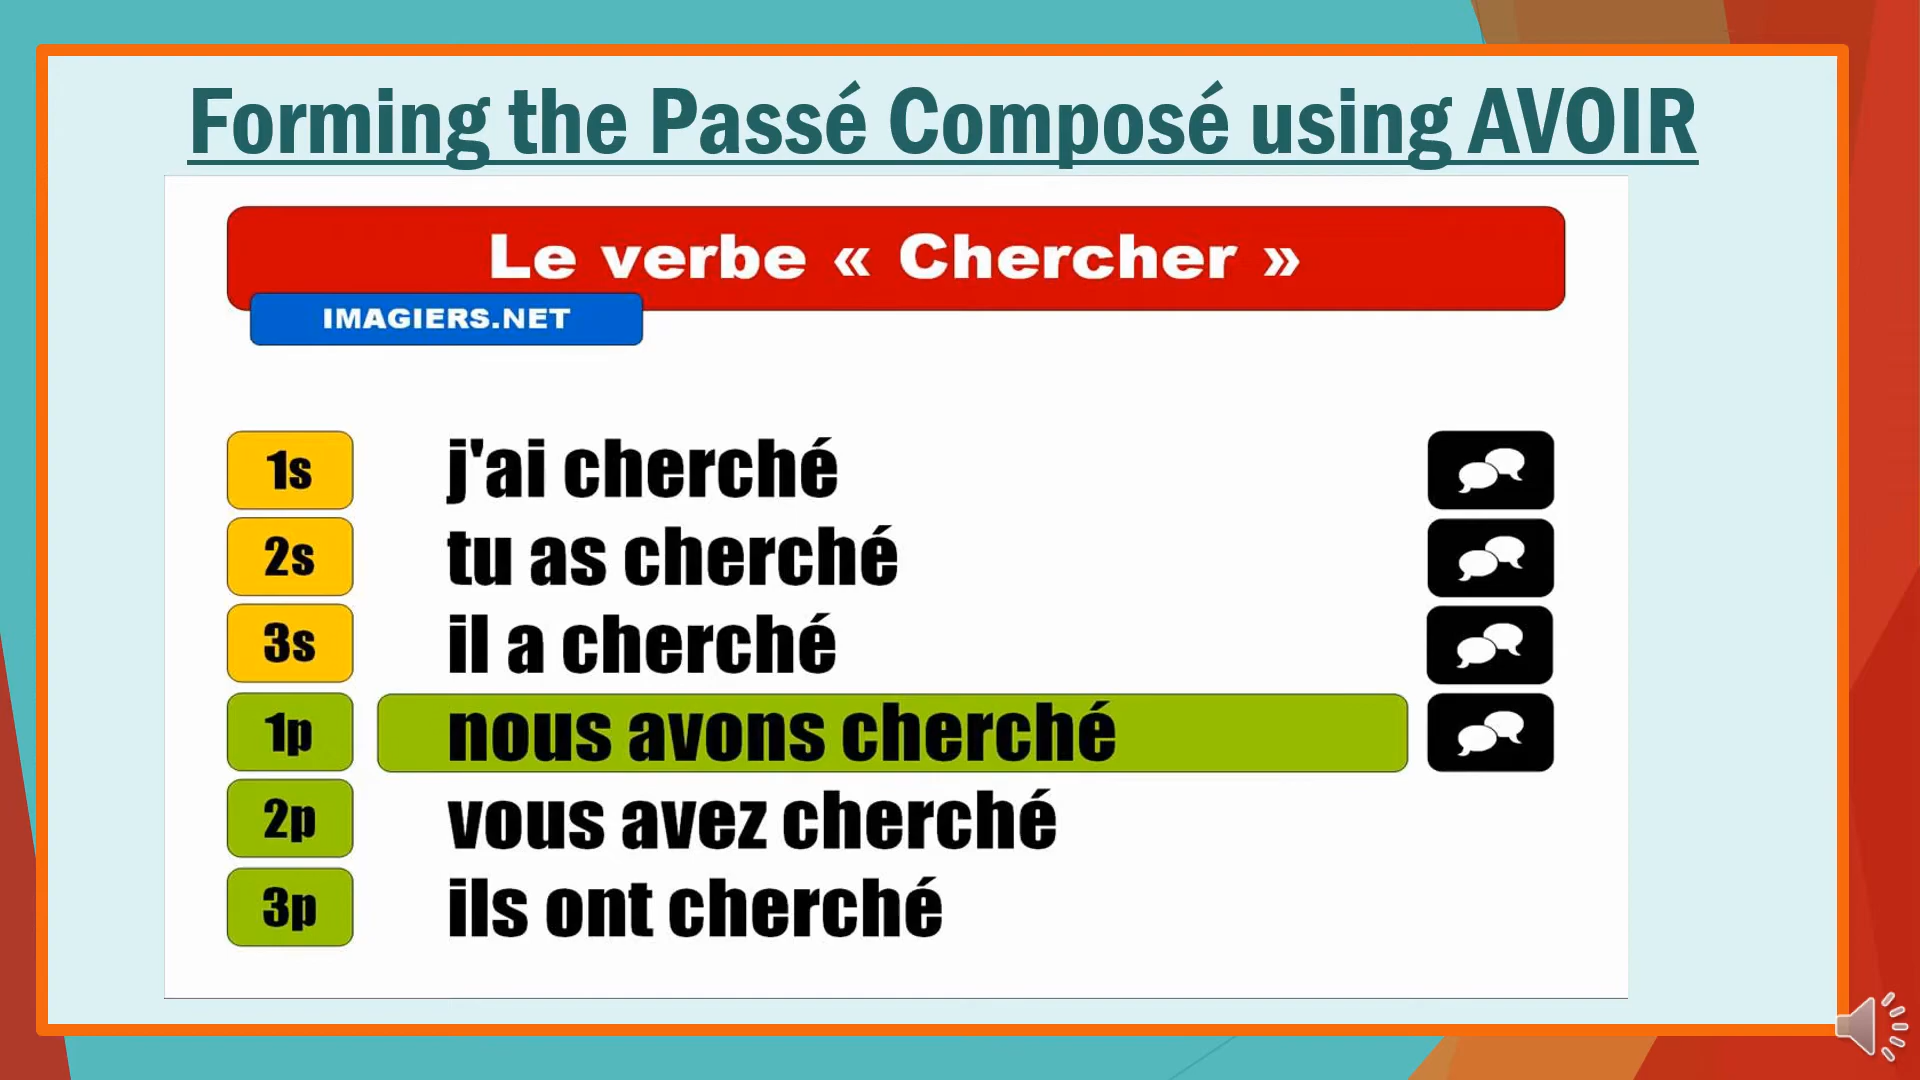 Forming the Passé Composé using AVOIR
Le verbe « Chercher »
IMAGIERS.NET
1s j'ai cherché
2s tu as cherché
3s il a cherché
1p nous avons cherché
2p vous avez cherché
3p ils ont cherché